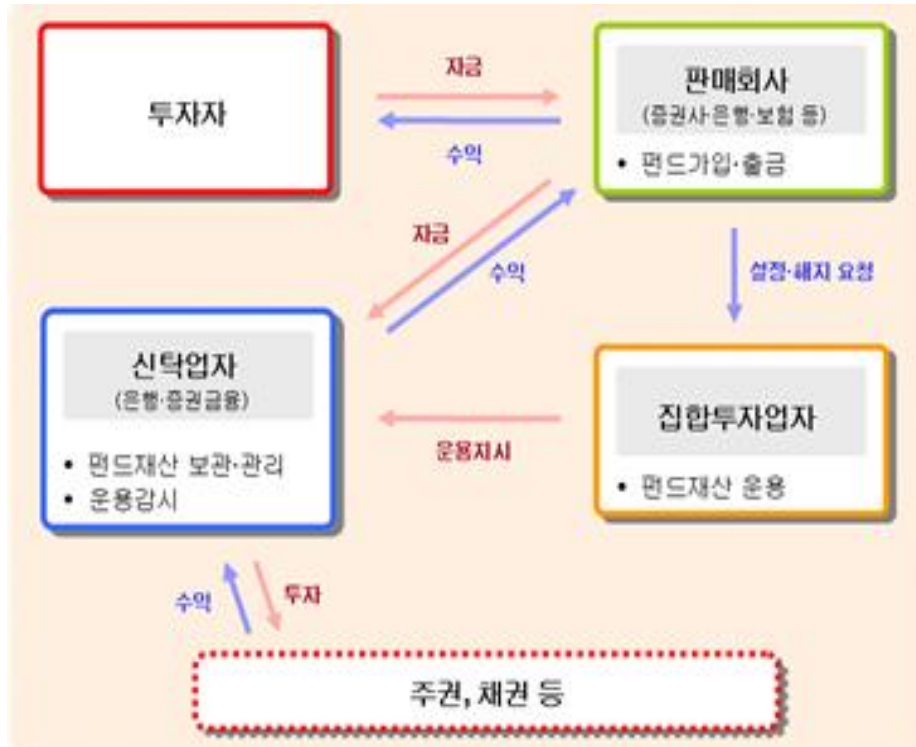 투자자
자금
수익
판매회사
(증권사·은행·보험 등)
• 펀드가입·출금
자금
수익
설정·해지 요청
신탁업자
(은행·증권금융)
• 펀드재산 보관·관리
• 운용감시
운용지시
집합투자업자
• 펀드재산 운용
수익
투자
주권, 채권 등